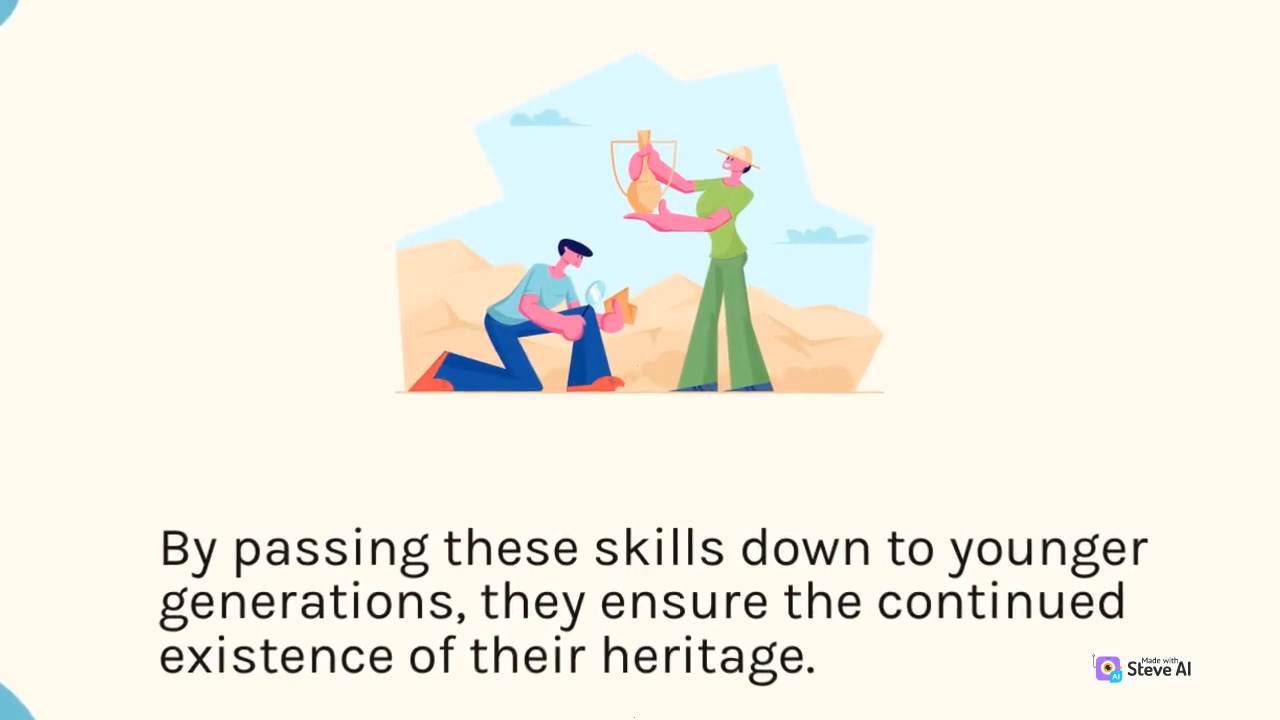 By passing these skills down to younger
generations, they ensure the continued
existence of their heritage.
Made with
Steve AI
AI